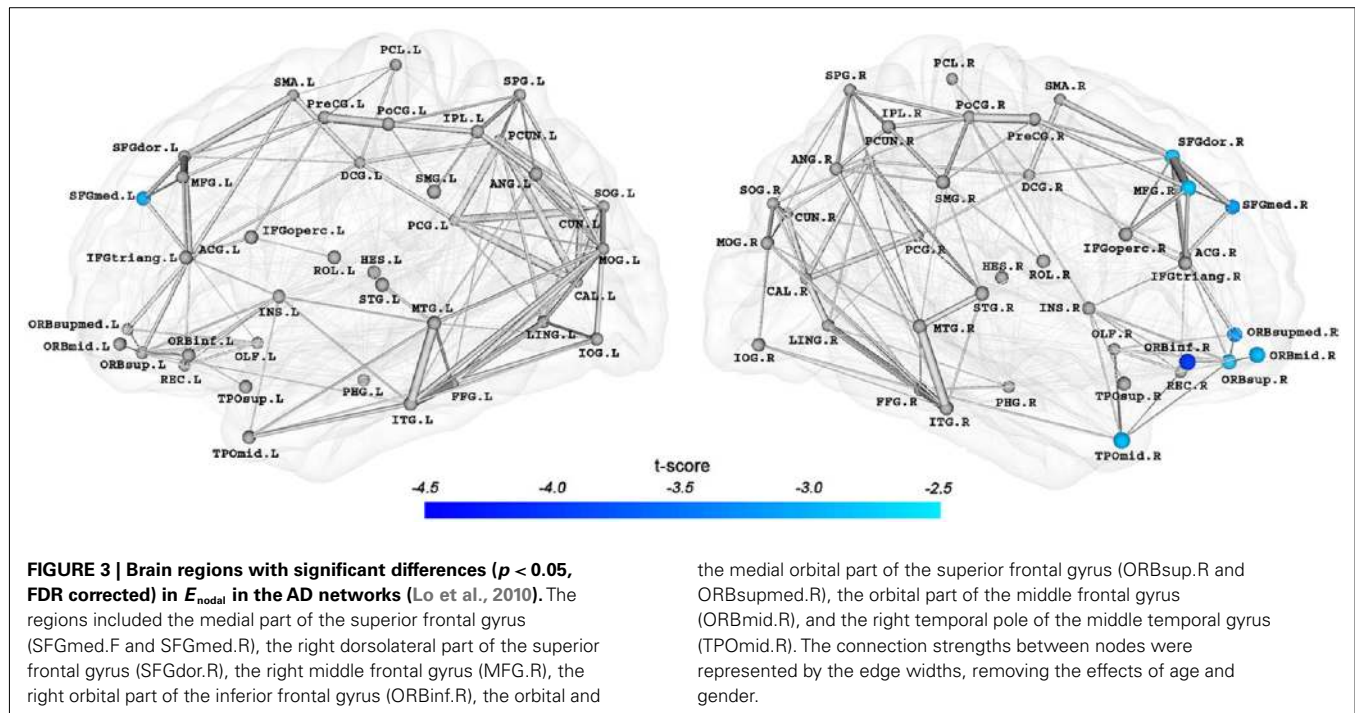 PCL.L
SMA.L
SPG.L
PreCG.L
PoCG.L
IPL.L
PCUN.L
SFGdor.L
MFG.L
DCG.L
SMG.L
ANG.L
SFGmed.L
SOG.L
PCG.L
CUN.L
IFGoperc.L
ACG.L
MOG.L
IFGtriang.L
ROL.L
HES.L
STG.L
CAL.L
INS.L
MTG.L
LING.L
ORBsupmed.L
ORBinf.L
ORBmid.L
OLF.L
IOG.L
ORBsup.L
REC.L
PHG.L
FFG.L
TPOsup.L
ITG.L
TPOmid.L
PCL.R
SPG.R
SMA.R
IPL.R
PoCG.R
PCUN.R
PreCG.R
SFGdor.R
ANG.R
DCG.R
MFG.R
SOG.R
SMG.R
SFGmed.R
CUN.R
MOG.R
PCG.R
IFGoperc.R
ACG.R
HES.R
ROL.R
IFGtriang.R
CAL.R
STG.R
INS.R
LING.R
MTG.R
OLF.R
ORBsupmed.R
ORBinf.R
ORBmid.R
IOG.R
REC.R
ORBsup.R
FFG.R
PHG.R
TPOsup.R
ITG.R
TPOmid.R
t-score
-4.5 -4.0 -3.5 -3.0 -2.5
FIGURE 3 | Brain regions with significant differences (p < 0.05,
FDR corrected) in Enodal in the AD networks (Lo et al., 2010). The
regions included the medial part of the superior frontal gyrus
(SFGmed.F and SFGmed.R), the right dorsolateral part of the superior
frontal gyrus (SFGdor.R), the right middle frontal gyrus (MFG.R), the
right orbital part of the inferior frontal gyrus (ORBinf.R), the orbital and
the medial orbital part of the superior frontal gyrus (ORBsup.R and
ORBsupmed.R), the orbital part of the middle frontal gyrus
(ORBmid.R), and the right temporal pole of the middle temporal gyrus
(TPOmid.R). The connection strengths between nodes were
represented by the edge widths, removing the effects of age and
gender.